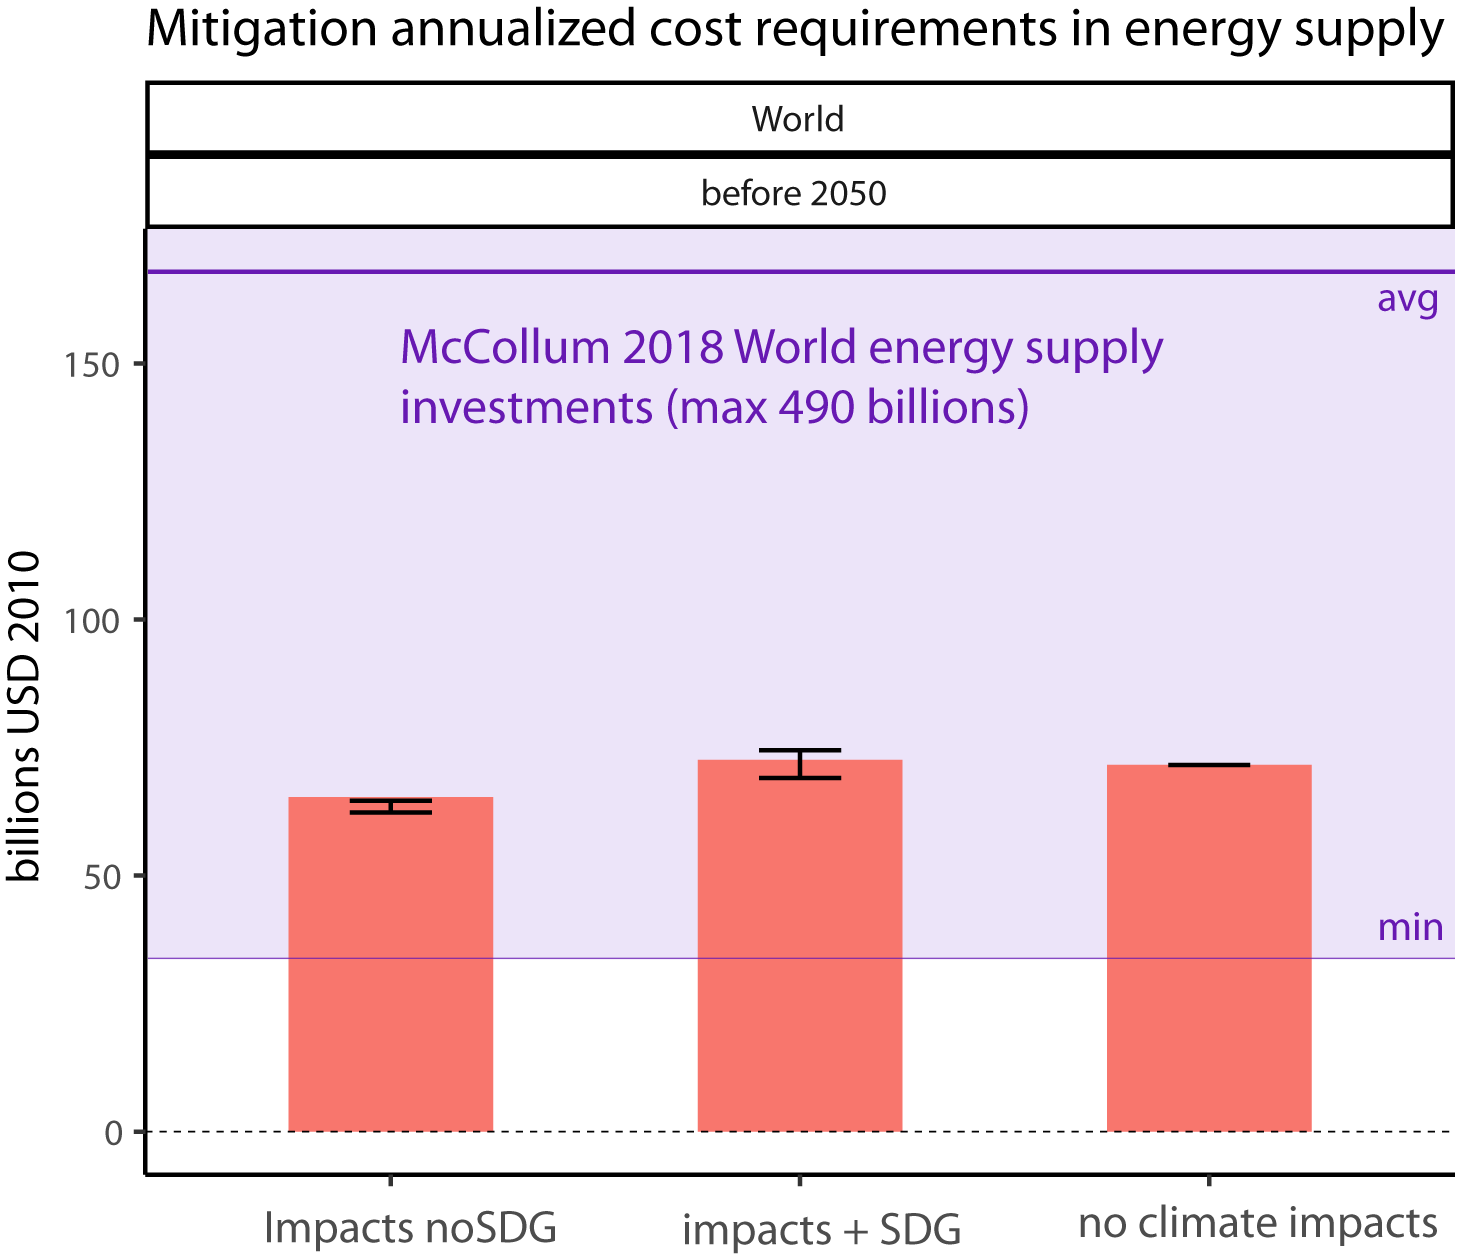 Mitigation annualized cost requirements in energy supply
World
before 2050
avg
McCollum 2018 World energy supply
investments (max 490 billions)
150
100
50
0
min
billions USD 2010
Impacts noSDG
impacts + SDG
no climate impacts